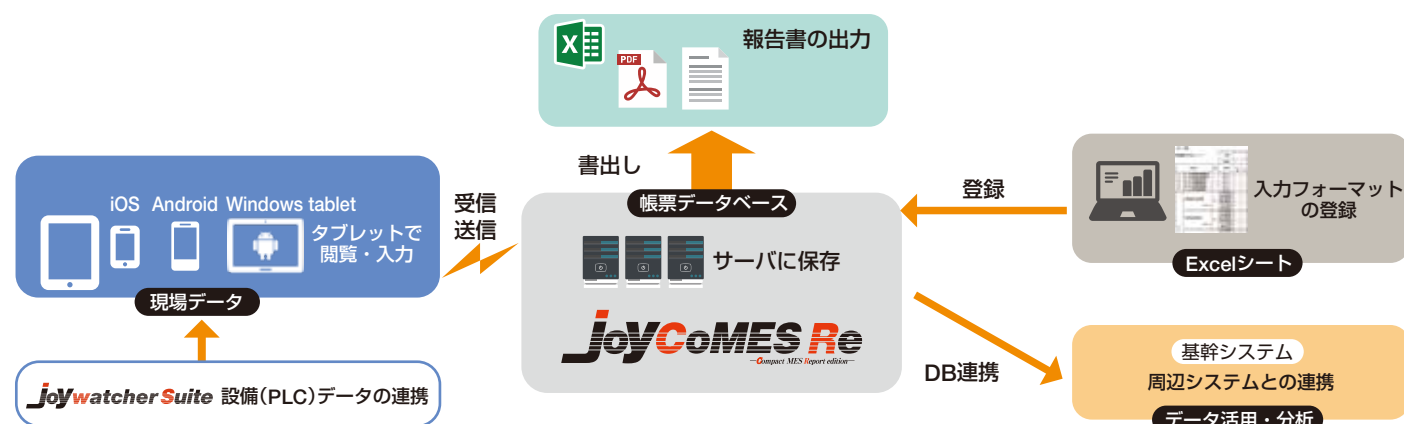 報告書の出力
PDF
書出し
帳票データベース
サーバに保存
JoyCoMES Re
Compact MES Report edition
iOS Android Windows tablet
タブレットで
閲覧・入力
現場データ
受信
送信
Joywatcher Suite 設備(PLC)データの連携
登録
入力フォーマット
の登録
Excelシート
DB連携
基幹システム
周辺システムとの連携
データ活用・分析